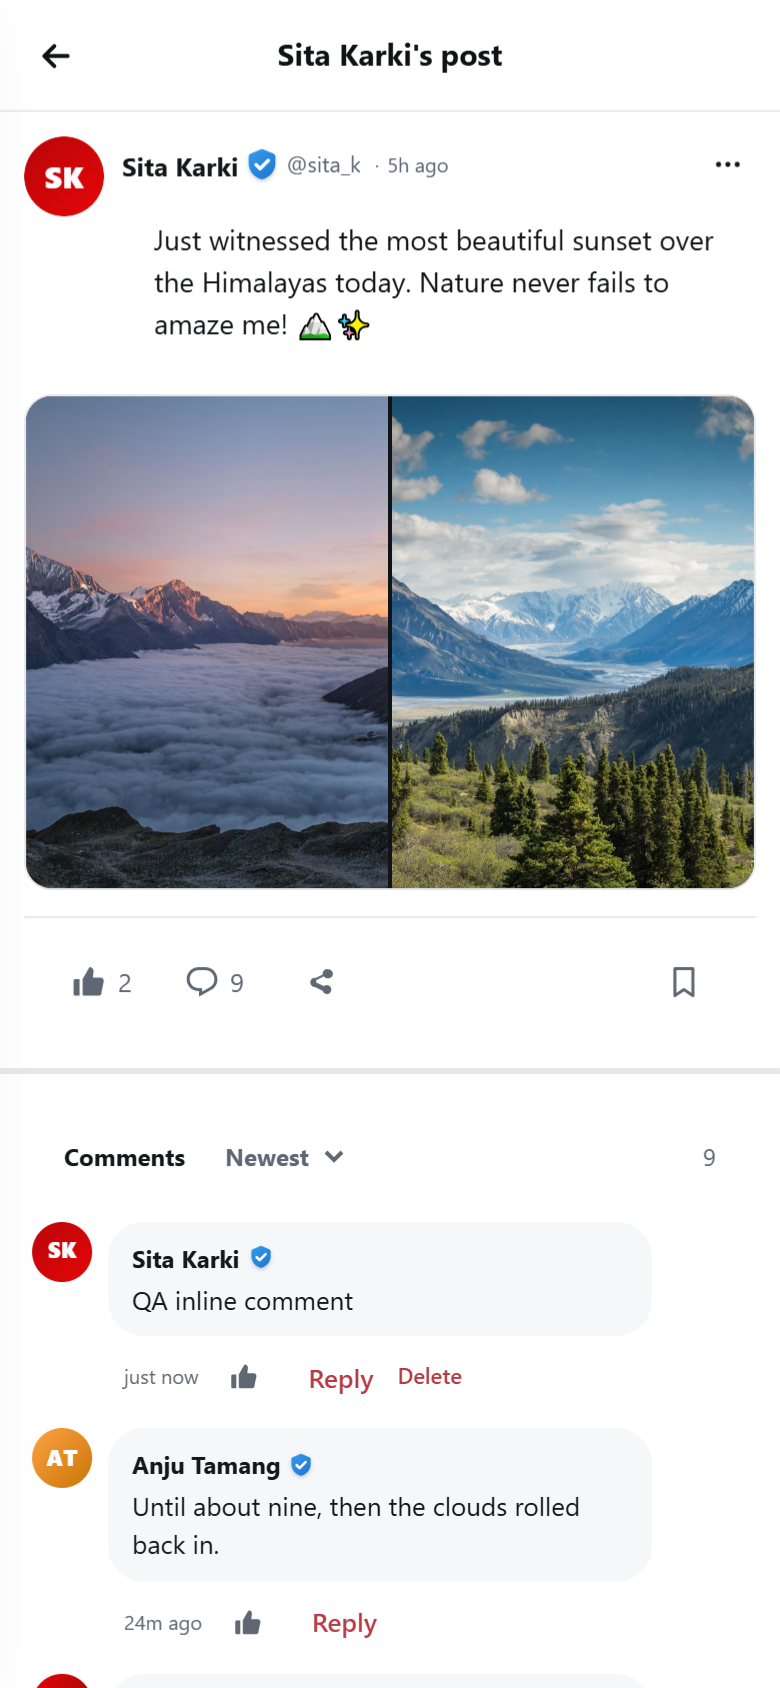 Sita Karki's post
SK
Sita Karki @sita_k · 5h ago
Just witnessed the most beautiful sunset over
the Himalayas today. Nature never fails to
amaze me! 🏔️✨
2 9
Comments Newest 9
SK
Sita Karki
QA inline comment
just now Reply Delete
AT
Anju Tamang
Until about nine, then the clouds rolled
back in.
24m ago Reply